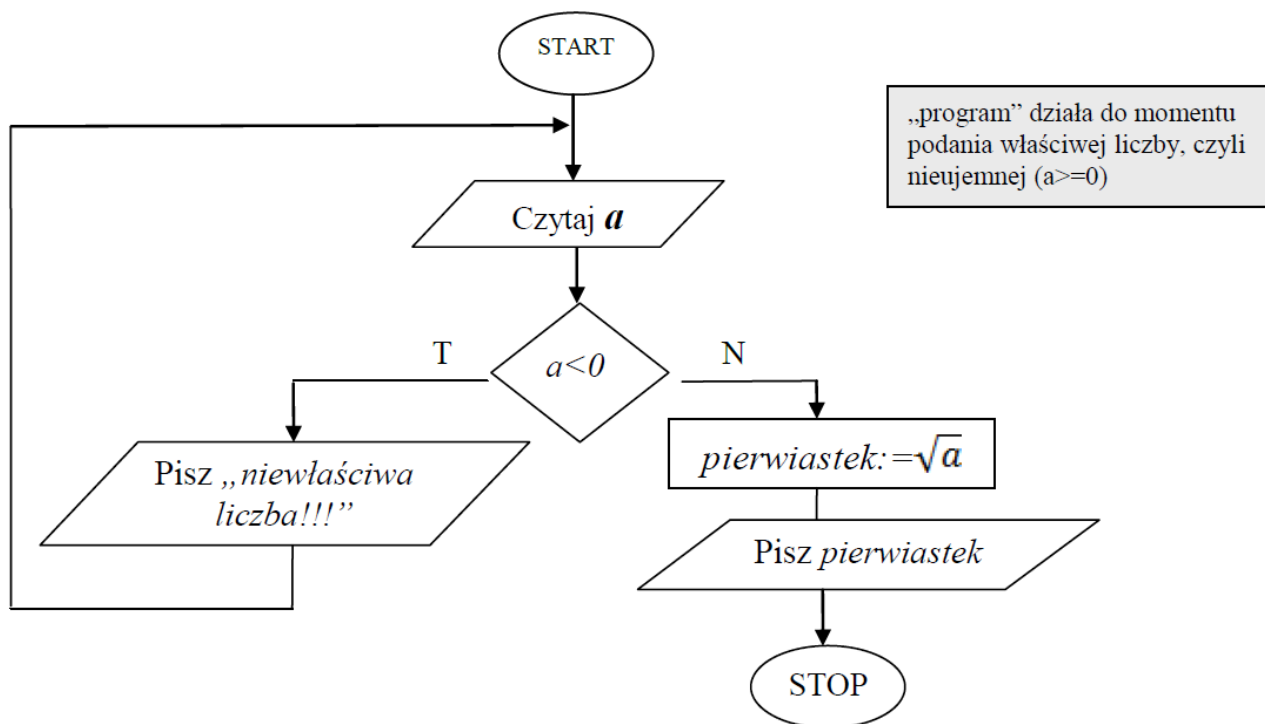 START
„program” działa do momentu
podania właściwej liczby, czyli
nieujemnej (a>=0)
Czytaj a
T
a<0
N
Pisz „niewłaściwa
liczba!!!”
pierwiastek:=√a
Pisz pierwiastek
STOP